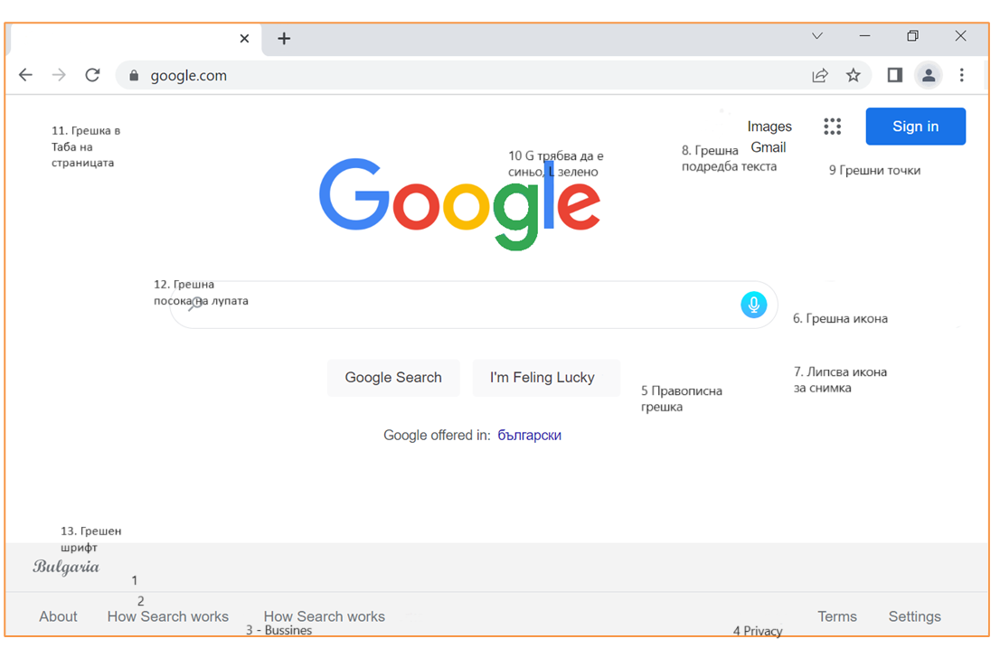 google.com
11. Грешка в
Таба на
страницата
Images
Gmail
Sign in
10 G трябва да е
синьо, L зелено
8. Грешна
подредба текста
9 Грешни точки
Google
12. Грешна
посока на лупата
6. Грешна икона
Google Search
I'm Feling Lucky
7. Липсва икона
за снимка
5 Правописна
грешка
Google offered in: български
13. Грешен
шрифт
Bulgaria
1
2
About
How Search works
How Search works
Terms
Settings
3 - Bussines
4 Privacy